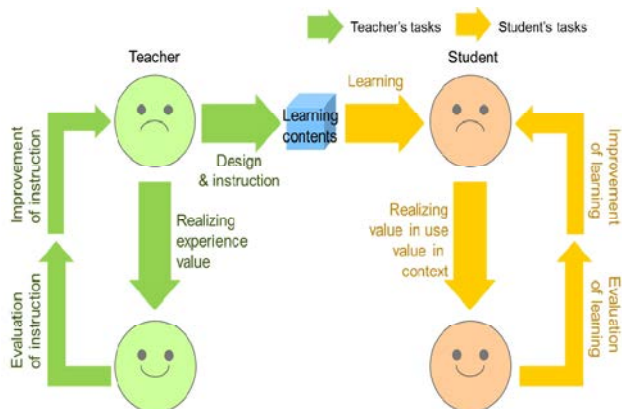 Teacher's tasks
Student's tasks
Teacher
Student
Learning
Learning
contents
Design
& instruction
Improvement
of instruction
Improvement
of learning
Realizing
experience
value
Realizing
value in use
value in
context
Evaluation
of instruction
Evaluation
of learning